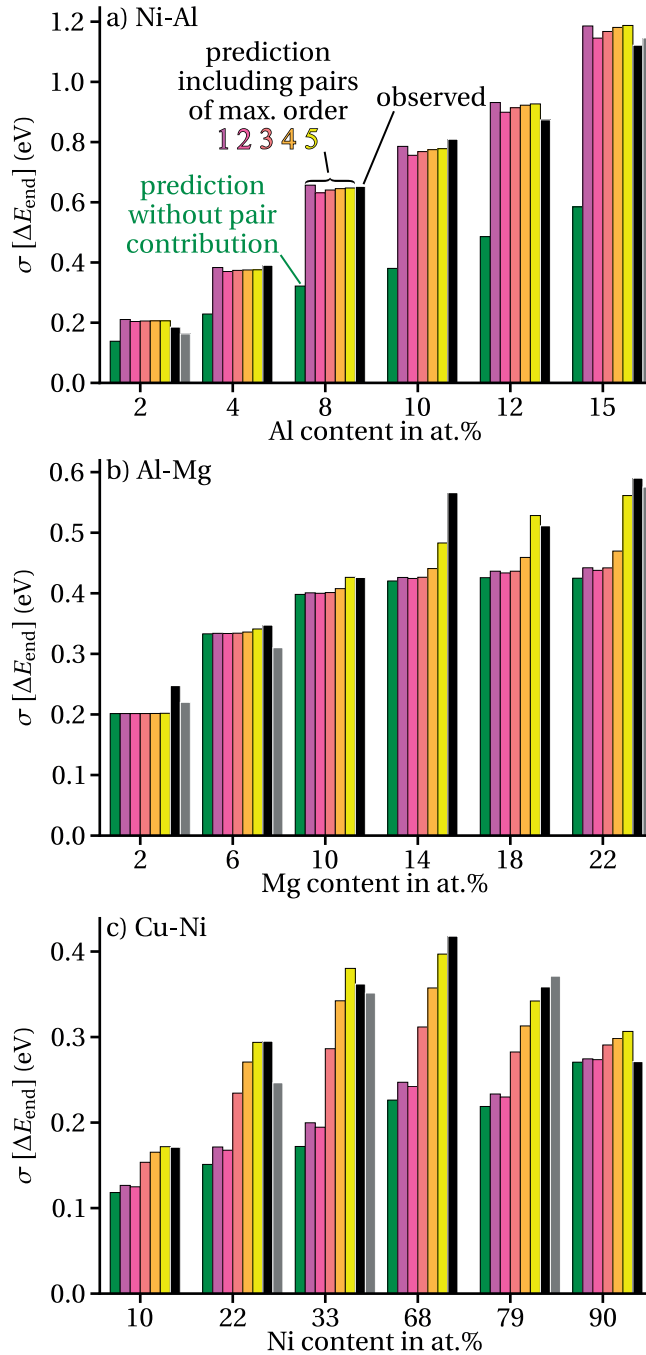 a) Ni-Al
prediction
including pairs
of max. order
1 2 3 4 5
observed
prediction
without pair
contribution
σ [ΔE_end] (eV)
1.2
1.0
0.8
0.6
0.4
0.2
0.0
2 4 8 10 12 15
Al content in at.%
b) Al-Mg
σ [ΔE_end] (eV)
0.6
0.5
0.4
0.3
0.2
0.1
0.0
2 6 10 14 18 22
Mg content in at.%
c) Cu-Ni
σ [ΔE_end] (eV)
0.4
0.3
0.2
0.1
0.0
10 22 33 68 79 90
Ni content in at.%